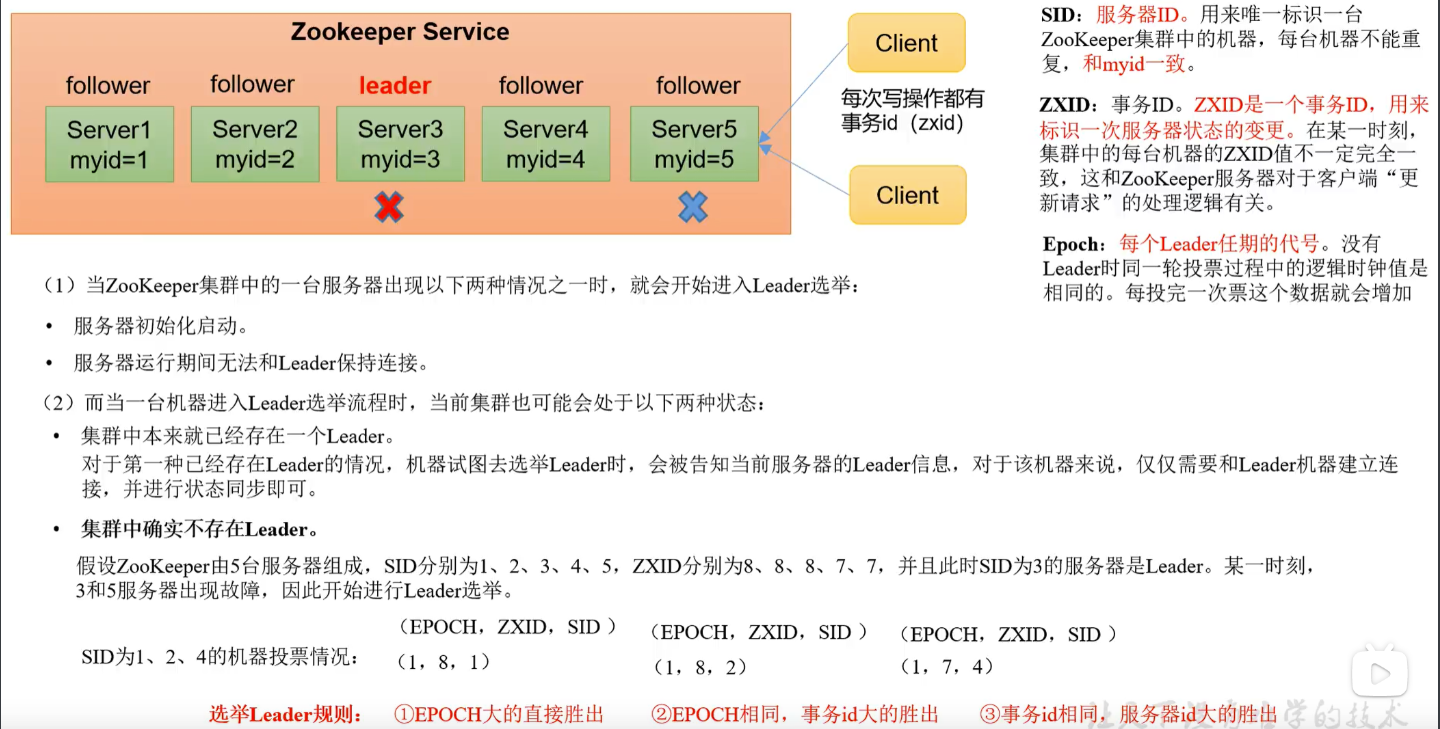 Zookeeper Service
follower
follower
leader
follower
follower
Server1
myid=1
Server2
myid=2
Server3
myid=3
Server4
myid=4
Server5
myid=5
Client
每次写操作都有
事务id（zxid）
Client
SID：服务器ID。用来唯一标识一台
ZooKeeper集群中的机器，每台机器不能重
复，和myid一致。
ZXID：事务ID。ZXID是一个事务ID，用来
标识一次服务器状态的变更。在某一时刻，
集群中的每台机器的ZXID值不一定完全一
致，这和ZooKeeper服务器对于客户端“更
新请求”的处理逻辑有关。
Epoch：每个Leader任期的代号。没有
Leader时同一轮投票过程中的逻辑时钟值是
相同的。每投完一次票这个数据就会增加
（1）当ZooKeeper集群中的一台服务器出现以下两种情况之一时，就会开始进入Leader选举：
• 服务器初始化启动。
• 服务器运行期间无法和Leader保持连接。
（2）而当一台机器进入Leader选举流程时，当前集群也可能会处于以下两种状态：
• 集群中本来就已经存在一个Leader。
对于第一种已经存在Leader的情况，机器试图去选举Leader时，会被告知当前服务器的Leader信息，对于该机器来说，仅仅需要和Leader机器建立连
接，并进行状态同步即可。
• 集群中确实不存在Leader。
假设ZooKeeper由5台服务器组成，SID分别为1、2、3、4、5，ZXID分别为8、8、8、7、7，并且此时SID为3的服务器是Leader。某一时刻，
3和5服务器出现故障，因此开始进行Leader选举。
（EPOCH，ZXID，SID ） （EPOCH，ZXID，SID ） （EPOCH，ZXID，SID ）
SID为1、2、4的机器投票情况： （1，8，1） （1，8，2） （1，7，4）
选举Leader规则： ①EPOCH大的直接胜出 ②EPOCH相同，事务id大的胜出 ③事务id相同，服务器id大的胜出
学的技术